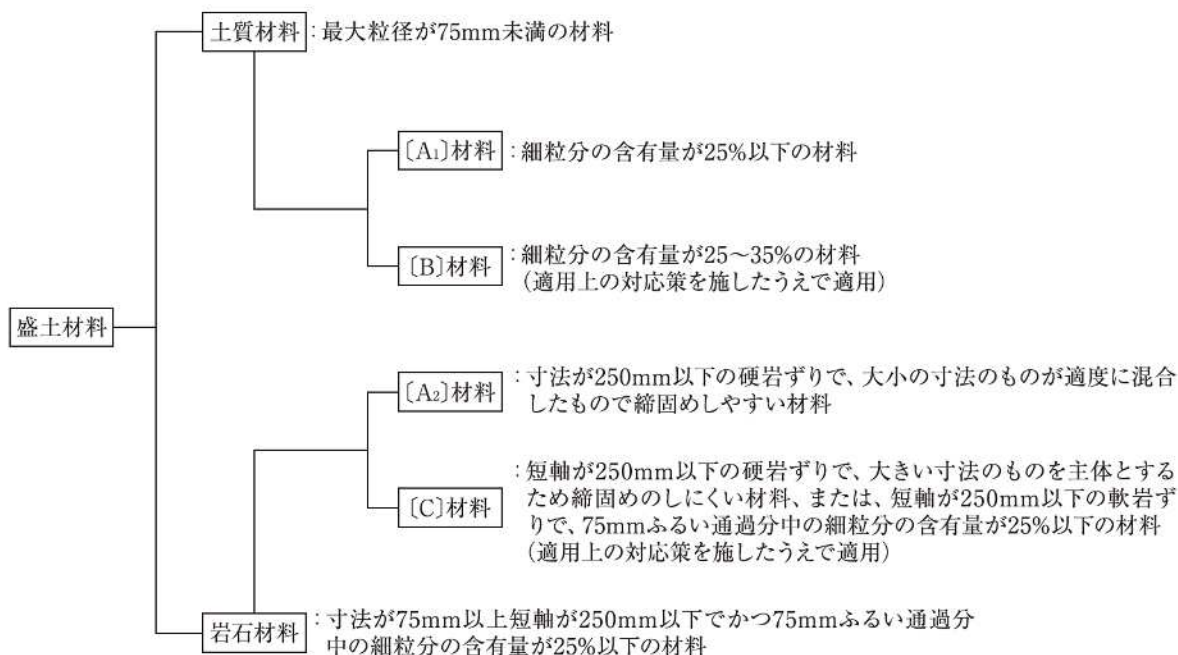 土質材料：最大粒径が75mm未満の材料
〔A₁〕材料：細粒分の含有量が25%以下の材料
〔B〕材料：細粒分の含有量が25～35%の材料
（適用上の対応策を施したうえで適用）
盛土材料
〔A₂〕材料：寸法が250mm以下の硬岩ずりで、大小の寸法のものが適度に混合
したもので締固めしやすい材料
〔C〕材料：短軸が250mm以下の硬岩ずりで、大きい寸法のものを主体とする
ため締固めのしにくい材料、または、短軸が250mm以下の軟岩ず
りで、75mmふるい通過分中の細粒分の含有量が25%以下の材料
（適用上の対応策を施したうえで適用）
岩石材料：寸法が75mm以上短軸が250mm以下でかつ75mmふるい通過分
中の細粒分の含有量が25%以下の材料